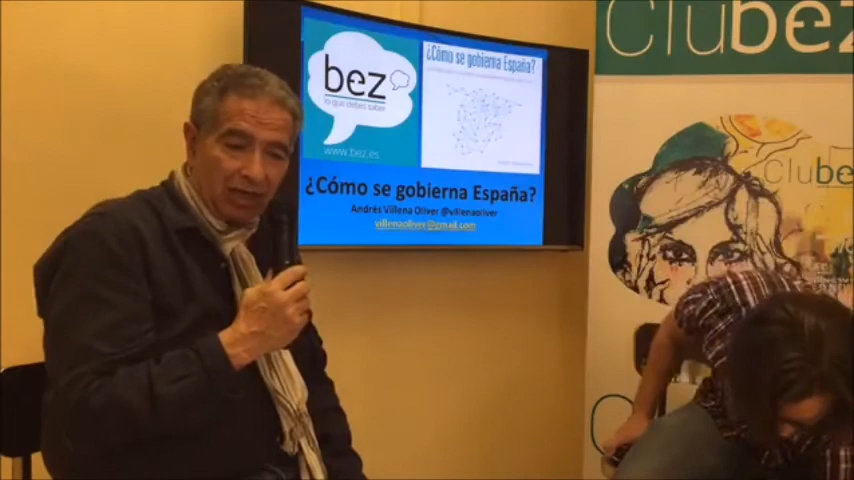 bez
lo que debes saber
www.bez.es
¿Cómo se gobierna España?
¿Cómo se gobierna España?
Andrés Villena Oliver @villenaoliver
villenaoliver@gmail.com
Clubez
Clubez